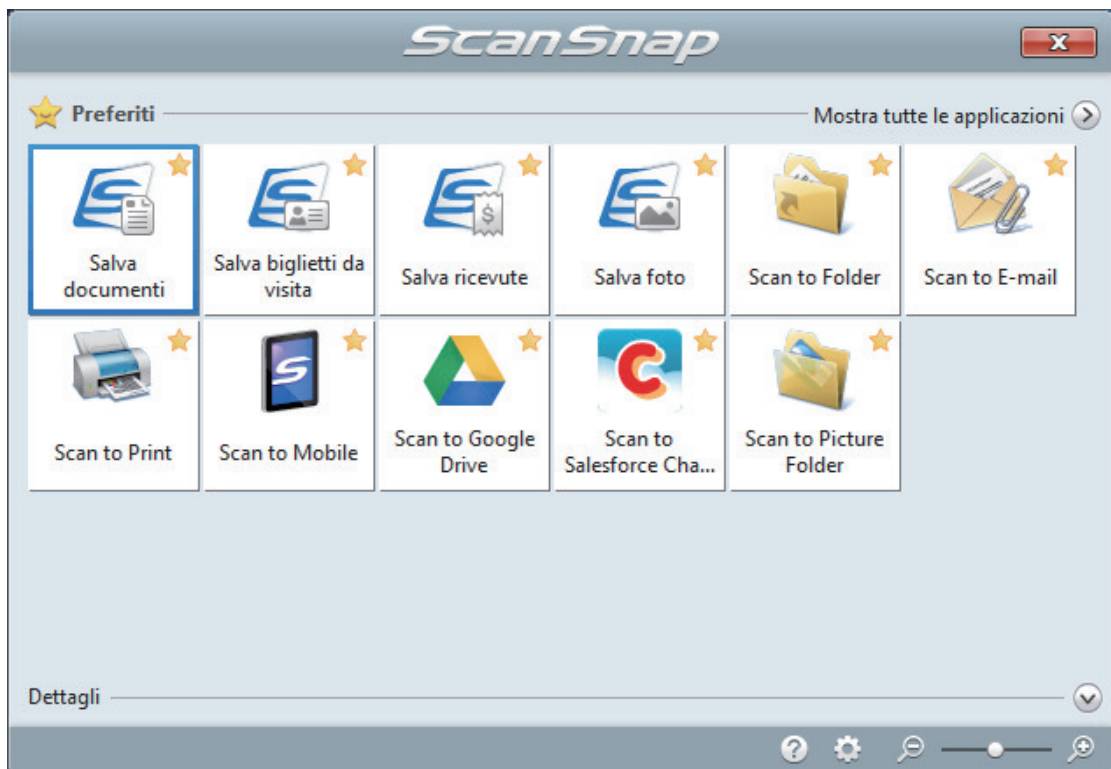 ScanSnap
Preferiti
Mostra tutte le applicazioni
Salva
documenti
Salva biglietti da
visita
Salva ricevute
Salva foto
Scan to Folder
Scan to E-mail
Scan to Print
Scan to Mobile
Scan to Google
Drive
Scan to
Salesforce Cha...
Scan to Picture
Folder
Dettagli